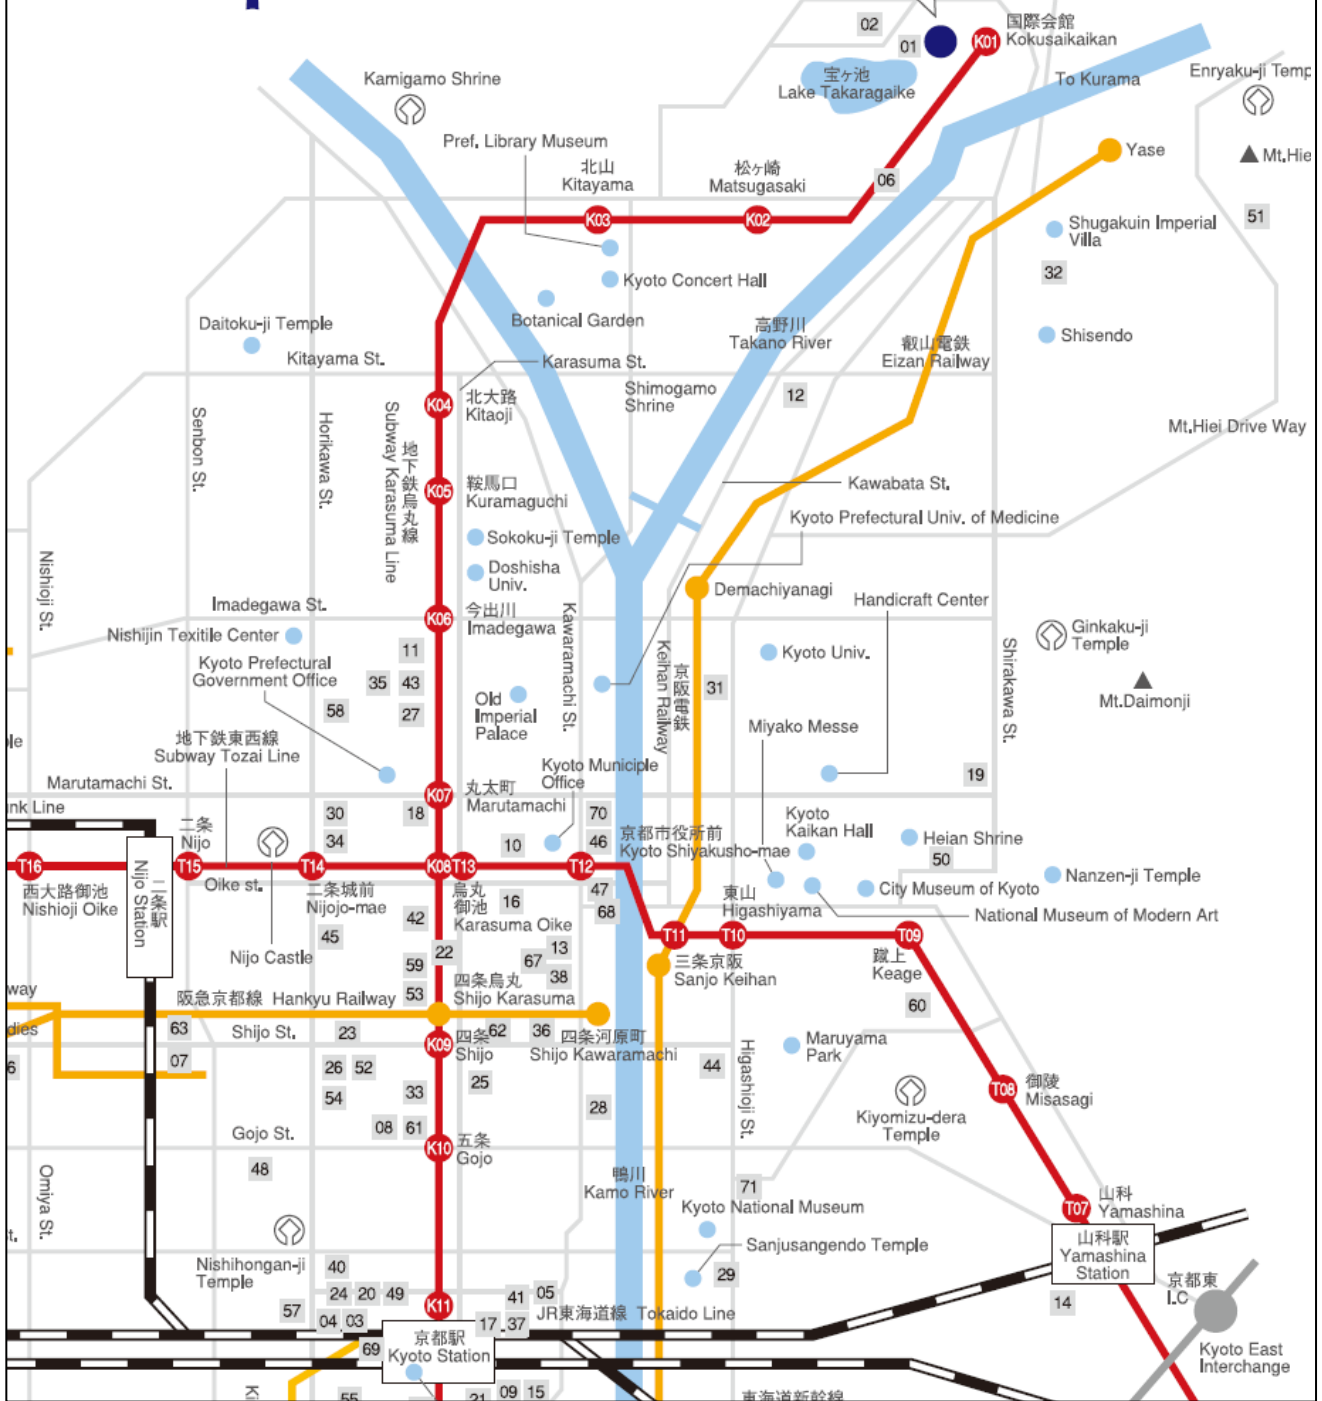 02
01
K01
国際会館
Kokusaikaikan
宝ヶ池
Lake Takaragaike
To Kurama
Kamigamo Shrine
Pref. Library Museum
北山
Kitayama
松ヶ崎
Matsugasaki
06
Yase
Mt.Hie
51
K03
K02
Shugakuin Imperial
Villa
32
Kyoto Concert Hall
Botanical Garden
Daitoku-ji Temple
Kitayama St.
Karasuma St.
高野川
Takano River
叡山電鉄
Eizan Railway
Shisendo
Shimogamo
Shrine
12
K04
北大路
Kitaoji
Senbon St.
Horikawa St.
地下鉄烏丸線
Subway Karasuma Line
Mt.Hiei Drive Way
K05
鞍馬口
Kuramaguchi
Kawabata St.
Kyoto Prefectural Univ. of Medicine
Sokoku-ji Temple
Doshisha
Univ.
Nishioji St.
Demachiyanagi
Handicraft Center
Imadegawa St.
K06
今出川
Imadegawa
Nishijin Texitile Center
Kyoto Prefectural
Government Office
11
35
43
27
58
Kawaramachi St.
Old
Imperial
Palace
京阪電鉄
Keihan Railway
31
Kyoto Univ.
Shirakawa St.
Ginkaku-ji
Temple
Mt.Daimonji
Miyako Messe
地下鉄東西線
Subway Tozai Line
Kyoto Municiple
Office
Marutamachi St.
K07
丸太町
Marutamachi
19
nk Line
二条
Nijo
30
34
18
10
70
46
京都市役所前
Kyoto Shiyakusho-mae
Kyoto
Kaikan Hall
Heian Shrine
50
T16
T15
T14
K08
T13
T12
二条駅
Nijo Station
西大路御池
Nishioji Oike
Oike st.
二条城前
Nijojo-mae
烏丸
御池
Karasuma Oike
16
47
68
東山
Higashiyama
City Museum of Kyoto
Nanzen-ji Temple
National Museum of Modern Art
42
45
22
Nijo Castle
59
53
13
67
38
T11
T10
T09
三条京阪
Sanjo Keihan
蹴上
Keage
way
阪急京都線 Hankyu Railway
四条烏丸
Shijo Karasuma
60
dies
63
07
Shijo St.
23
K09
四条
Shijo
62
36
四条河原町
Shijo Kawaramachi
Maruyama
Park
6
26
52
54
33
25
28
44
Higashioji St.
T08
御陵
Misasagi
Kiyomizu-dera
Temple
08
61
Gojo St.
K10
五条
Gojo
48
Omiya St.
鴨川
Kamo River
71
Kyoto National Museum
T07
山科
Yamashina
Nishihongan-ji
Temple
Sanjusangendo Temple
29
山科駅
Yamashina
Station
京都東
I.C
14
40
24
20
49
57
04
03
K11
41
05
17
37
JR東海道線 Tokaido Line
京都駅
Kyoto Station
69
Kyoto East
Interchange
09
15
東海道新幹線